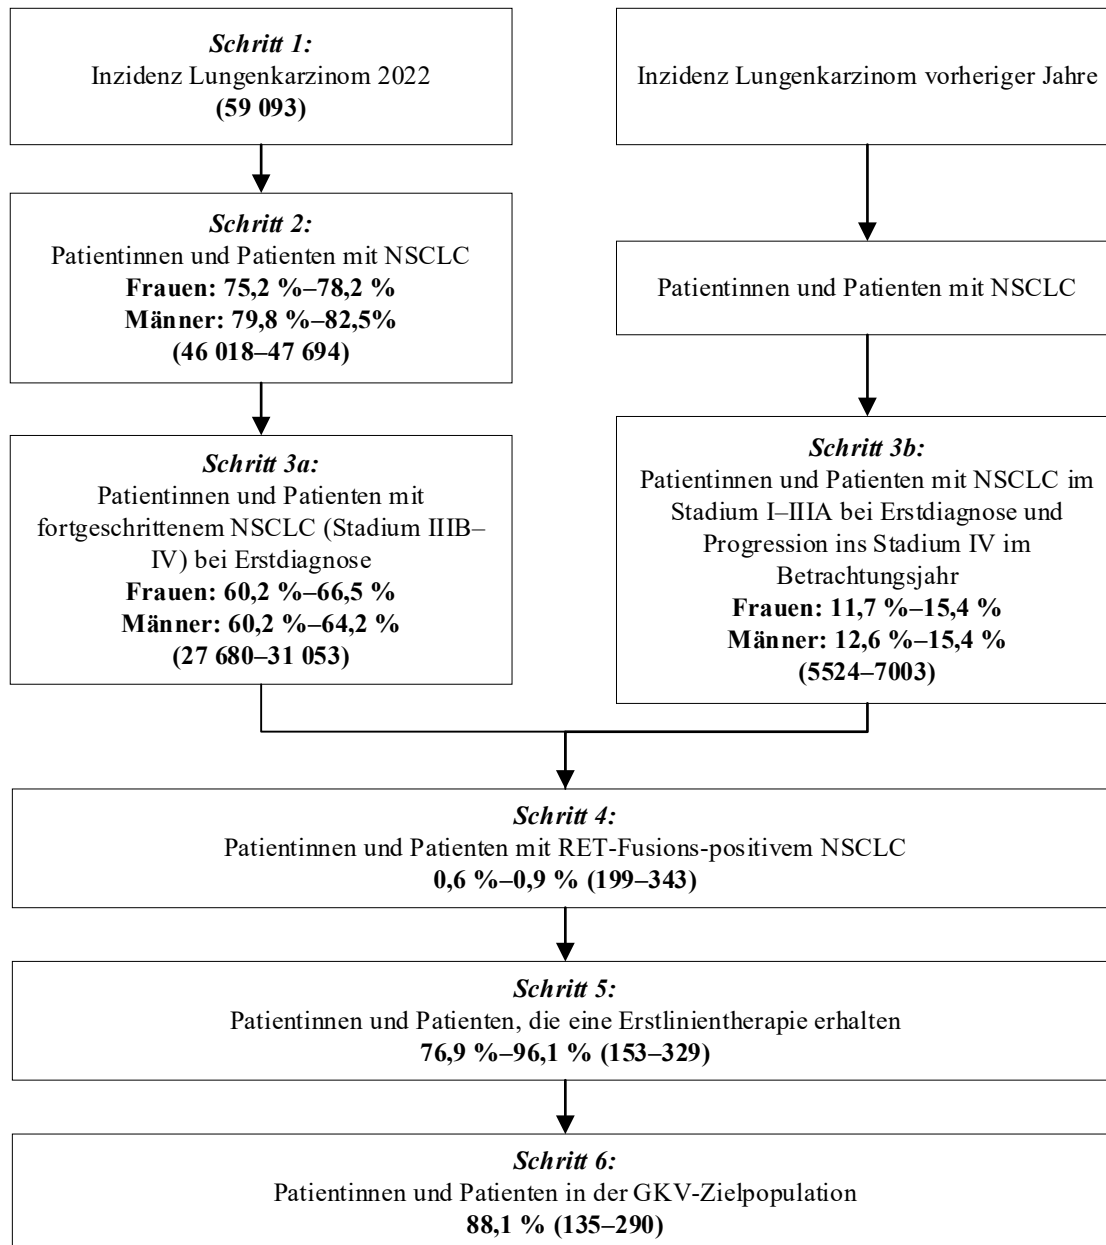 Schritt 1:
Inzidenz Lungenkarzinom 2022
(59 093)
Inzidenz Lungenkarzinom vorheriger Jahre
Schritt 2:
Patientinnen und Patienten mit NSCLC
Frauen: 75,2 %–78,2 %
Männer: 79,8 %–82,5%
(46 018–47 694)
Patientinnen und Patienten mit NSCLC
Schritt 3a:
Patientinnen und Patienten mit
fortgeschrittenem NSCLC (Stadium IIIB–
IV) bei Erstdiagnose
Frauen: 60,2 %–66,5 %
Männer: 60,2 %–64,2 %
(27 680–31 053)
Schritt 3b:
Patientinnen und Patienten mit NSCLC im
Stadium I–IIIA bei Erstdiagnose und
Progression ins Stadium IV im
Betrachtungsjahr
Frauen: 11,7 %–15,4 %
Männer: 12,6 %–15,4 %
(5524–7003)
Schritt 4:
Patientinnen und Patienten mit RET-Fusions-positivem NSCLC
0,6 %–0,9 % (199–343)
Schritt 5:
Patientinnen und Patienten, die eine Erstlinientherapie erhalten
76,9 %–96,1 % (153–329)
Schritt 6:
Patientinnen und Patienten in der GKV-Zielpopulation
88,1 % (135–290)